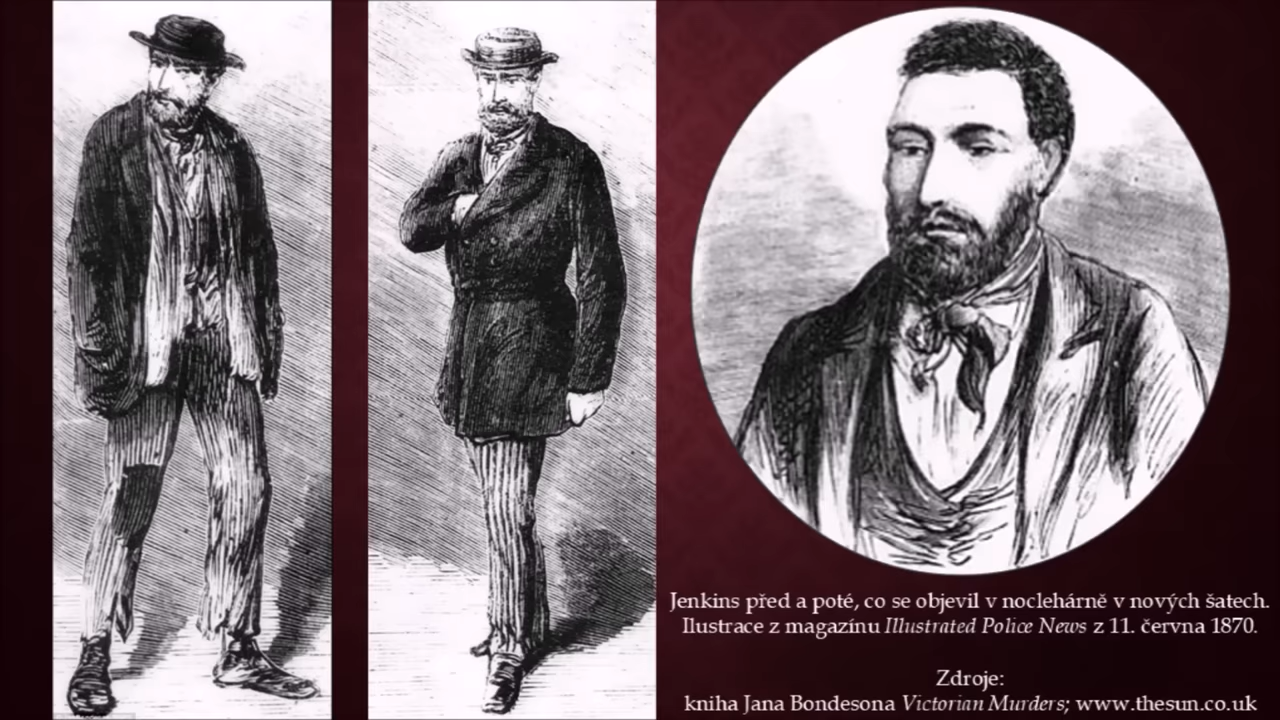 Jenkins před a poté, co se objevil v noclehárně v nových šatech.
Ilustrace z magazínu Illustrated Police News z 11. června 1870.
Zdroje:
kniha Jana Bondesona Victorian Murders; www.thesun.co.uk